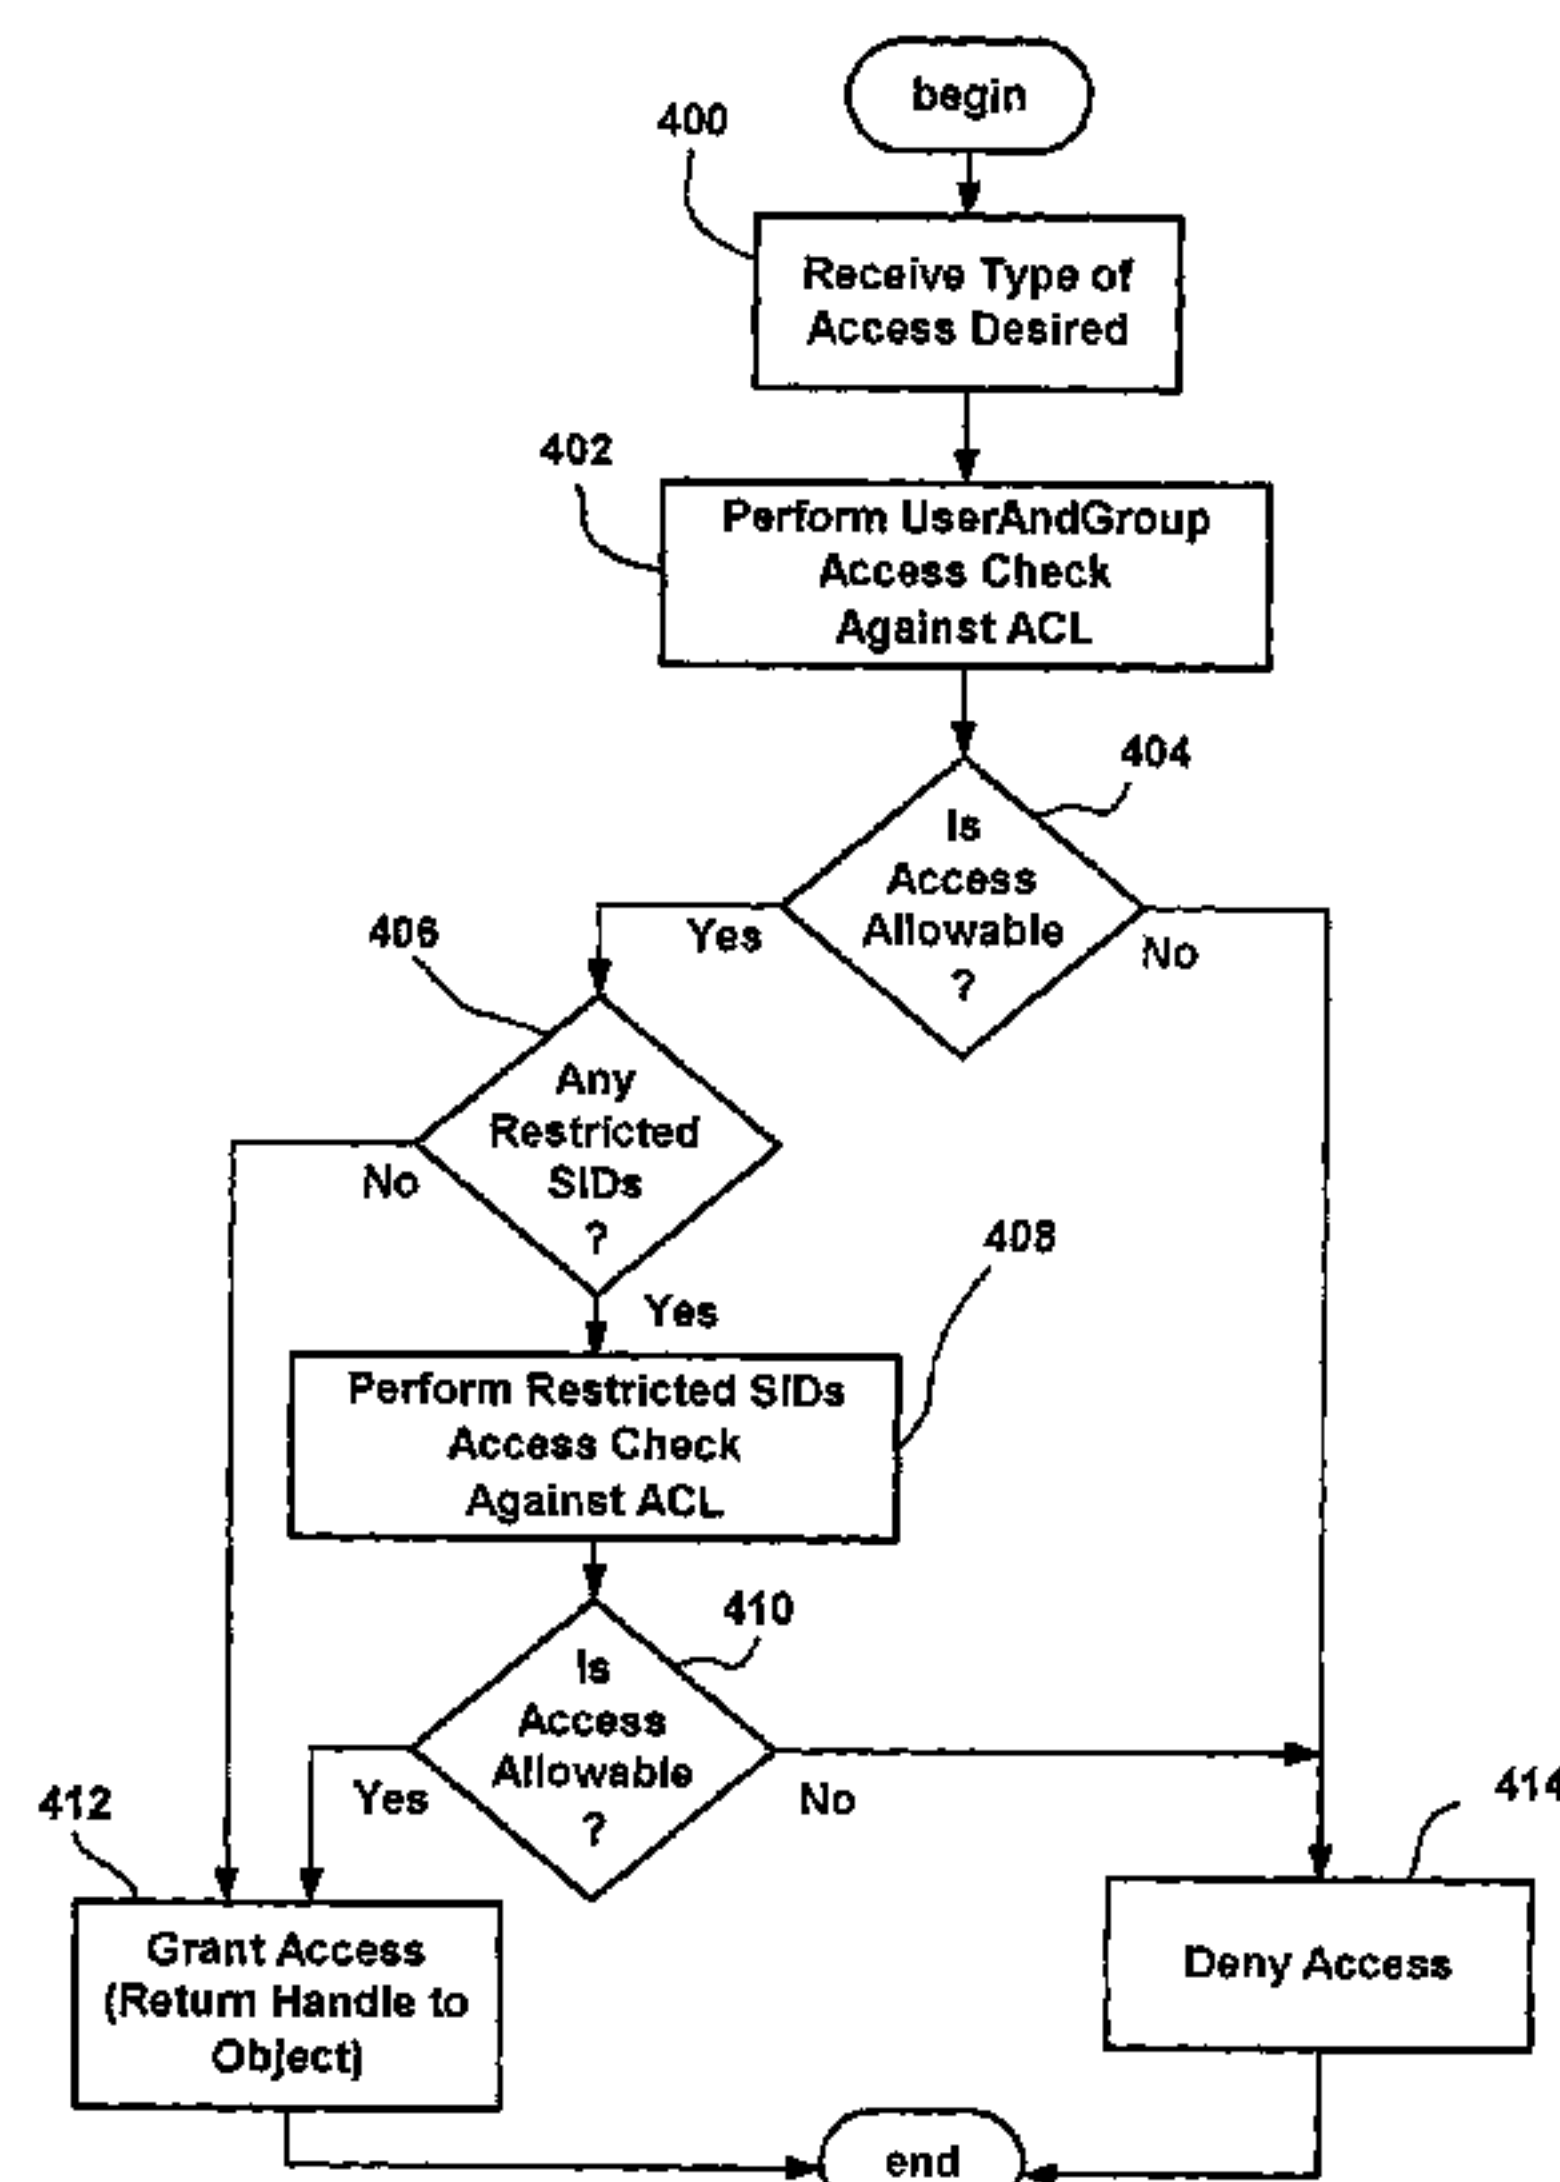 begin
400
Receive Type of
Access Desired
402
Perform UserAndGroup
Access Check
Against ACL
404
Is
Access
Allowable
?
Yes
No
406
Any
Restricted
SIDs
?
No
Yes
408
Perform Restricted SIDs
Access Check
Against ACL
410
Is
Access
Allowable
?
Yes
No
412
414
Grant Access
(Return Handle to
Object)
Deny Access
end